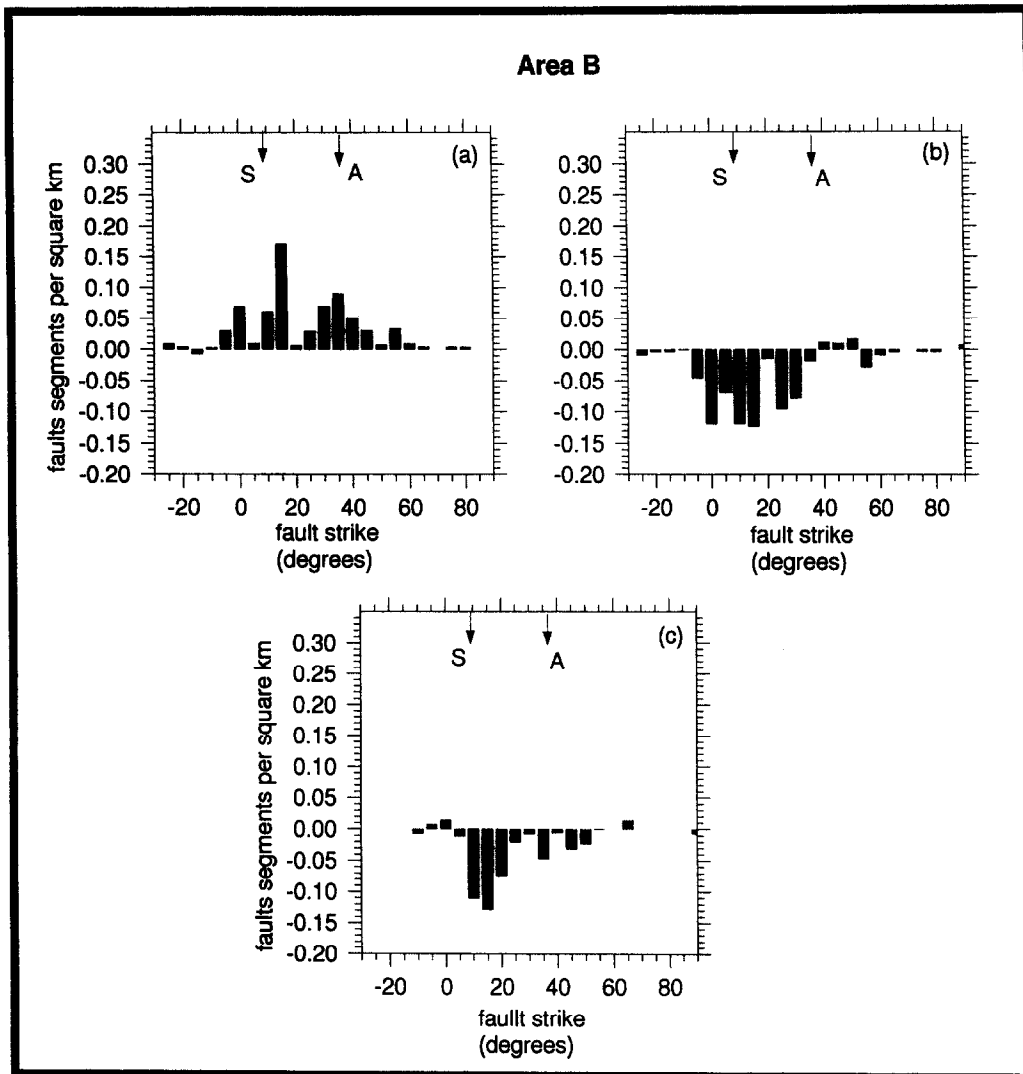 Area B
(a)
S
A
0.30
0.25
0.20
0.15
0.10
0.05
0.00
-0.05
-0.10
-0.15
-0.20
faults segments per square km
-20 0 20 40 60 80
fault strike
(degrees)
(b)
S
A
0.30
0.25
0.20
0.15
0.10
0.05
0.00
-0.05
-0.10
-0.15
-0.20
-20 0 20 40 60 80
fault strike
(degrees)
(c)
S
A
0.30
0.25
0.20
0.15
0.10
0.05
0.00
-0.05
-0.10
-0.15
-0.20
faults segments per square km
-20 0 20 40 60 80
faullt strike
(degrees)